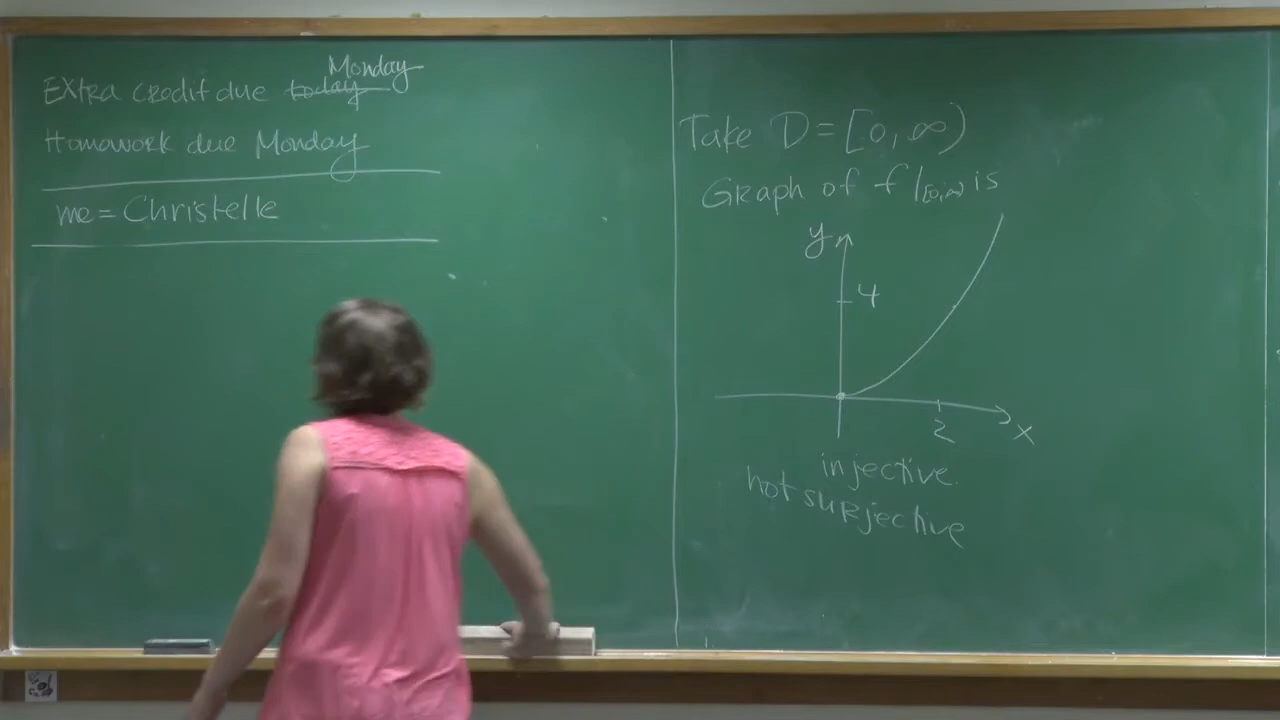 Extra credit due today Monday
Homework due Monday
me = Christelle
Take D = [0, ∞)
Graph of f|[0,∞) is
y
4
2
x
injective.
not surjective